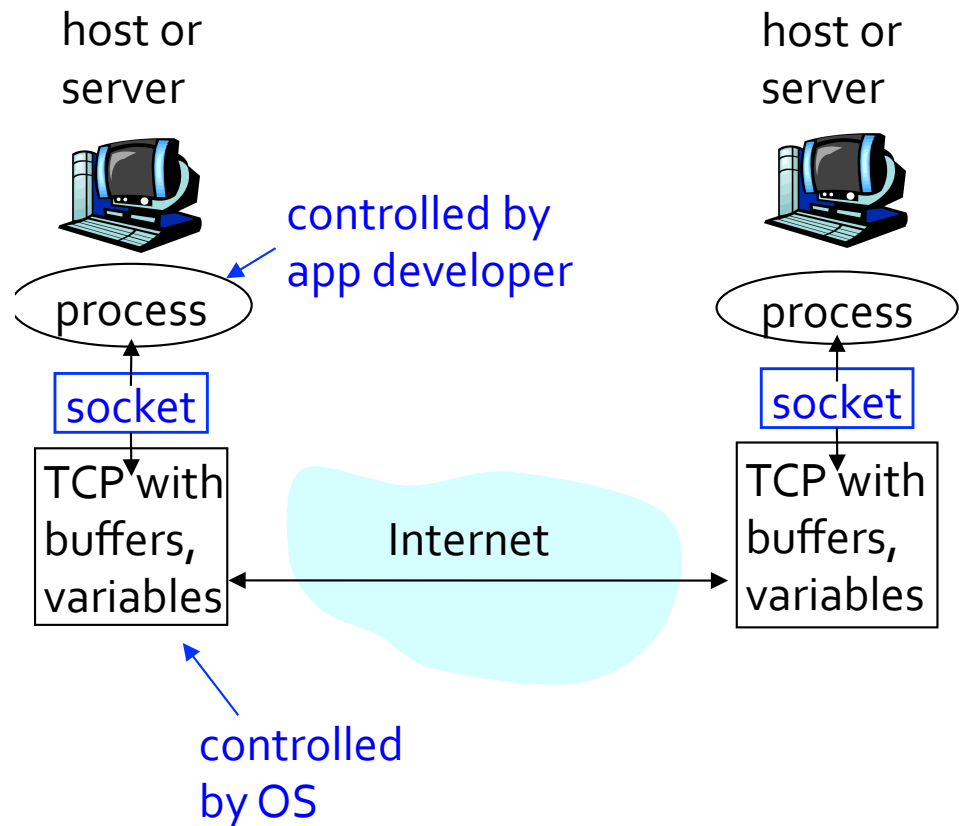 host or
server
host or
server
controlled by
app developer
process
process
socket
socket
TCP with
buffers,
variables
Internet
TCP with
buffers,
variables
controlled
by OS